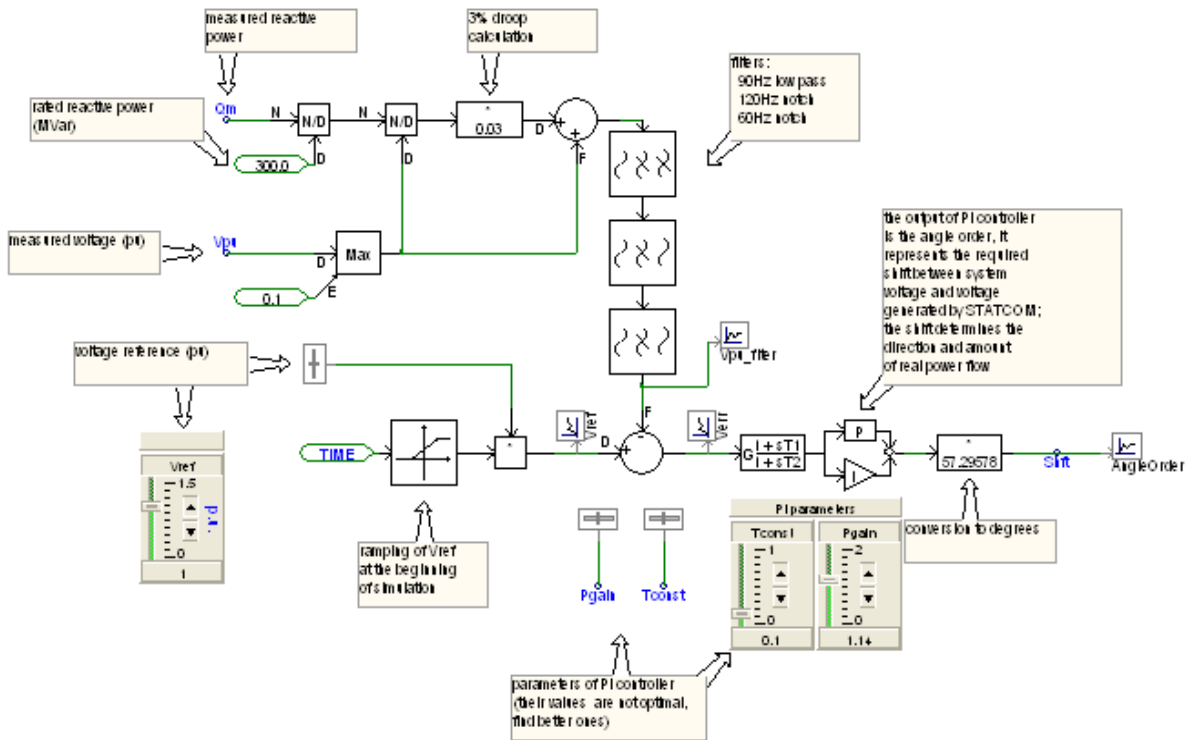 measured reactive
power
3% droop
calculation
filters:
90Hz low pass
120Hz notch
60Hz notch
rated reactive power
(MVar)
Qm
N
N/D
N
N/D
*
0.03
D
+
+
F
300.0
D
D
the output of PI controller
is the angle order, it
represents the required
shift between system
voltage and voltage
generated by STATCOM;
the shift determines the
direction and amount
of real power flow
measured voltage (pu)
Vpu
D
Max
0.1
E
voltage reference (pu)
Vpu_filter
TIME
*
Vref
D
+
-
F
Verr
G
1 + sT1
1 + sT2
P
I
*
57.29578
Shft
AngleOrder
Vref
1.5
0
p.u.
1
ramping of Vref
at the beginning
of simulation
Pgain
Tconst
PI parameters
Tconst
1
0
0.1
Pgain
2
0
1.14
conversion to degrees
parameters of PI controller
(their values are not optimal,
find better ones)